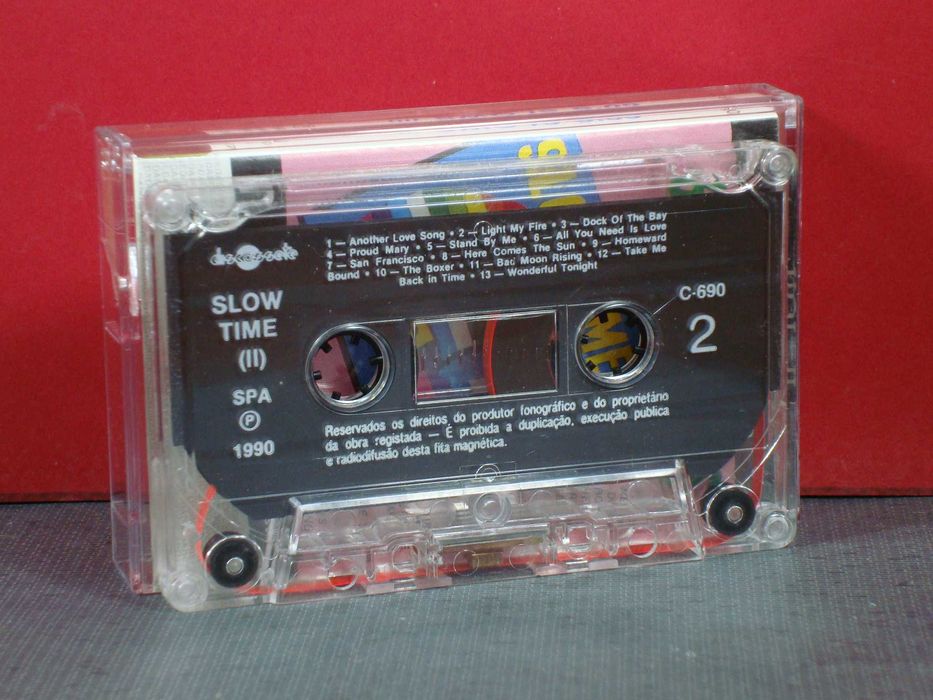 discossete
SLOW
TIME
(II)
SPA
Ⓟ
1990
1 — Another Love Song • 2 — Light My Fire • 3 — Dock Of The Bay
4 — Proud Mary • 5 — Stand By Me • 6 — All You Need Is Love
7 — San Francisco • 8 — Here Comes The Sun • 9 — Homeward
Bound • 10 — The Boxer • 11 — Bad Moon Rising • 12 — Take Me
Back in Time • 13 — Wonderful Tonight
C-690
2
Reservados os direitos do produtor fonográfico e do proprietário
da obra registada — É proibida a duplicação, execução publica
e radiodifusão desta fita magnética.